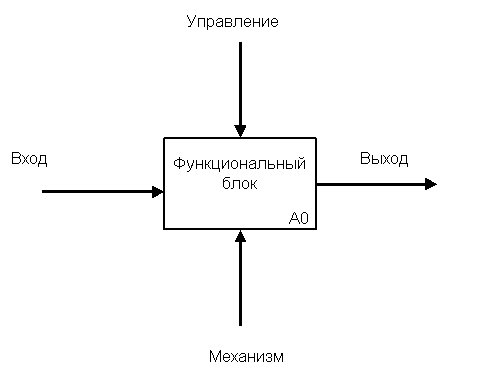 Управление
Вход
Функциональный
блок
Выход
A0
Механизм